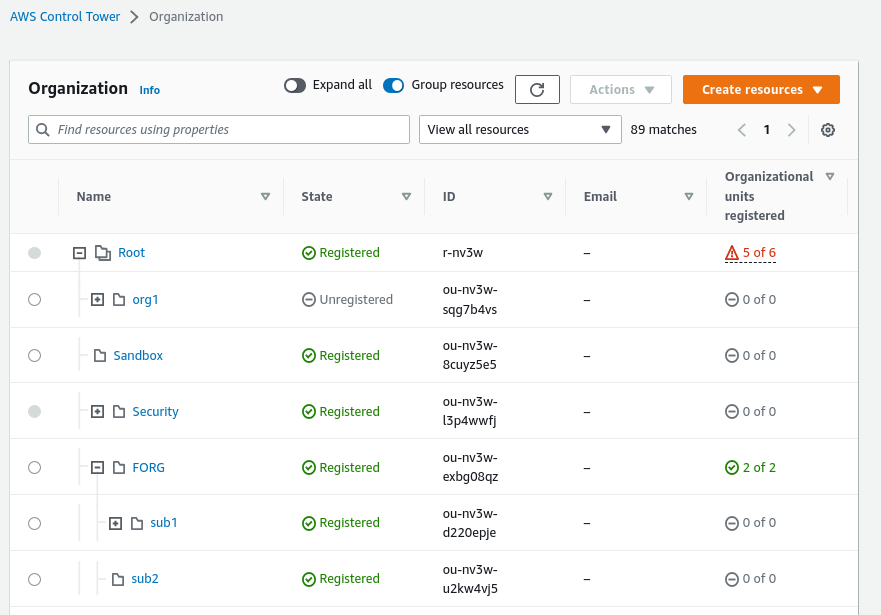 AWS Control Tower > Organization
Organization Info
Expand all
Group resources
Actions
Create resources
Find resources using properties
View all resources
89 matches
1
Name
State
ID
Email
Organizational
units
registered
Root Registered r-nv3w – 5 of 6
org1 Unregistered ou-nv3w-
sqg7b4vs – 0 of 0
Sandbox Registered ou-nv3w-
8cuyz5e5 – 0 of 0
Security Registered ou-nv3w-
l3p4wwfj – 0 of 0
FORG Registered ou-nv3w-
exbg08qz – 2 of 2
sub1 Registered ou-nv3w-
d220epje – 0 of 0
sub2 Registered ou-nv3w-
u2kw4vj5 – 0 of 0